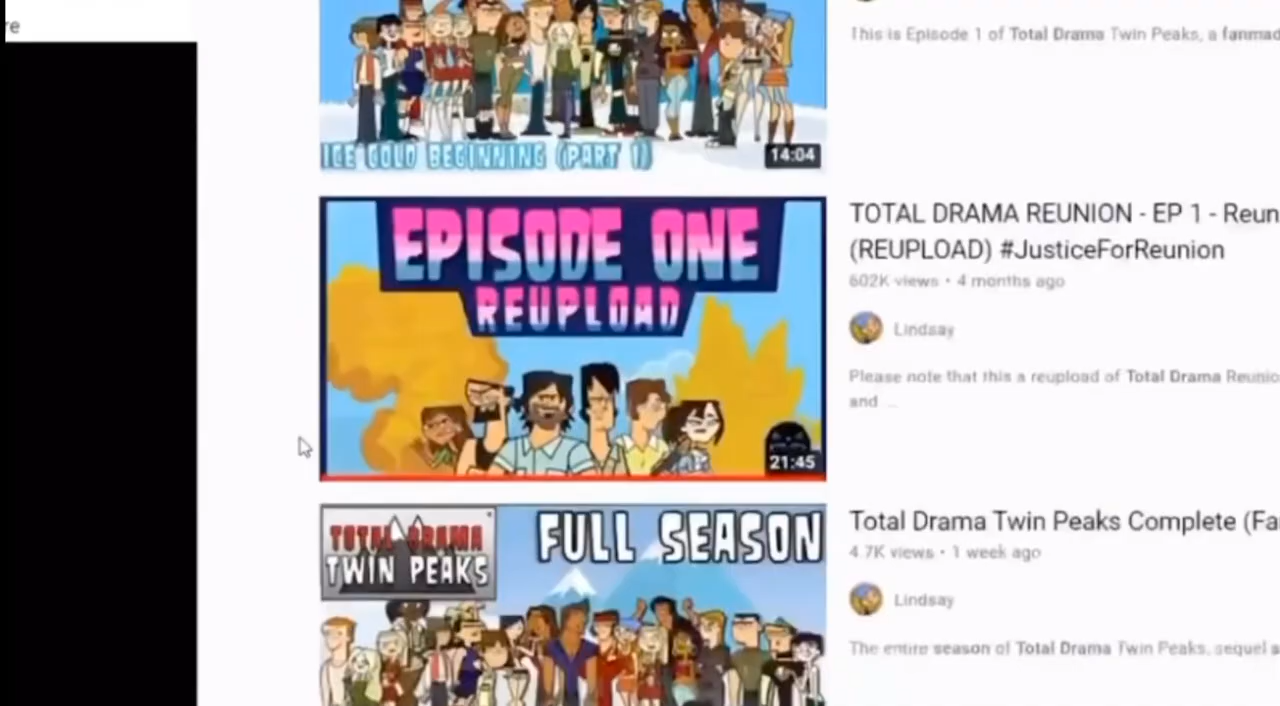 re
This is Episode 1 of Total Drama Twin Peaks, a fanmad
ICE COLD BEGINNING (PART 1)
14:04
EPISODE ONE
REUPLOAD
21:45
TOTAL DRAMA REUNION - EP 1 - Reun
(REUPLOAD) #JusticeForReunion
602K views • 4 months ago
Lindsay
Please note that this a reupload of Total Drama Reunio
and ...
TOTAL DRAMA
TWIN PEAKS
FULL SEASON
Total Drama Twin Peaks Complete (Fa
4.7K views • 1 week ago
Lindsay
The entire season of Total Drama Twin Peaks, sequel a